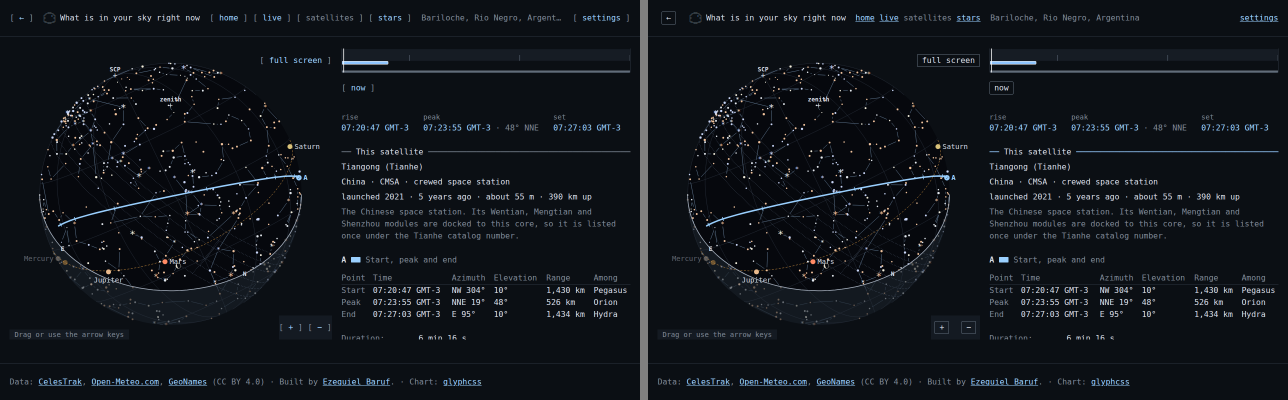 [ ← ] What is in your sky right now [ home ] [ live ] [ satellites ] [ stars ] Bariloche, Rio Negro, Argent… [ settings ]
[ full screen ]
SCP
zenith
Saturn
A
E
Mercury
Mars
Jupiter
N
Drag or use the arrow keys
[ + ] [ − ]
[ now ]
rise peak set
07:20:47 GMT-3 07:23:55 GMT-3 · 48° NNE 07:27:03 GMT-3
This satellite
Tiangong (Tianhe)
China · CMSA · crewed space station
launched 2021 · 5 years ago · about 55 m · 390 km up
The Chinese space station. Its Wentian, Mengtian and
Shenzhou modules are docked to this core, so it is listed
once under the Tianhe catalog number.
A Start, peak and end
Point Time Azimuth Elevation Range Among
Start 07:20:47 GMT-3 NW 304° 10° 1,430 km Pegasus
Peak 07:23:55 GMT-3 NNE 19° 48° 526 km Orion
End 07:27:03 GMT-3 E 95° 10° 1,434 km Hydra
Duration: 6 min 16 s
Data: CelesTrak, Open-Meteo.com, GeoNames (CC BY 4.0) · Built by Ezequiel Baruf. · Chart: glyphcss
← What is in your sky right now home live satellites stars Bariloche, Rio Negro, Argentina settings
full screen
SCP
zenith
Saturn
A
E
Mercury
Mars
Jupiter
N
Drag or use the arrow keys
+ −
now
rise peak set
07:20:47 GMT-3 07:23:55 GMT-3 · 48° NNE 07:27:03 GMT-3
This satellite
Tiangong (Tianhe)
China · CMSA · crewed space station
launched 2021 · 5 years ago · about 55 m · 390 km up
The Chinese space station. Its Wentian, Mengtian and
Shenzhou modules are docked to this core, so it is listed
once under the Tianhe catalog number.
A Start, peak and end
Point Time Azimuth Elevation Range Among
Start 07:20:47 GMT-3 NW 304° 10° 1,430 km Pegasus
Peak 07:23:55 GMT-3 NNE 19° 48° 526 km Orion
End 07:27:03 GMT-3 E 95° 10° 1,434 km Hydra
Duration: 6 min 16 s
Data: CelesTrak, Open-Meteo.com, GeoNames (CC BY 4.0) · Built by Ezequiel Baruf. · Chart: glyphcss